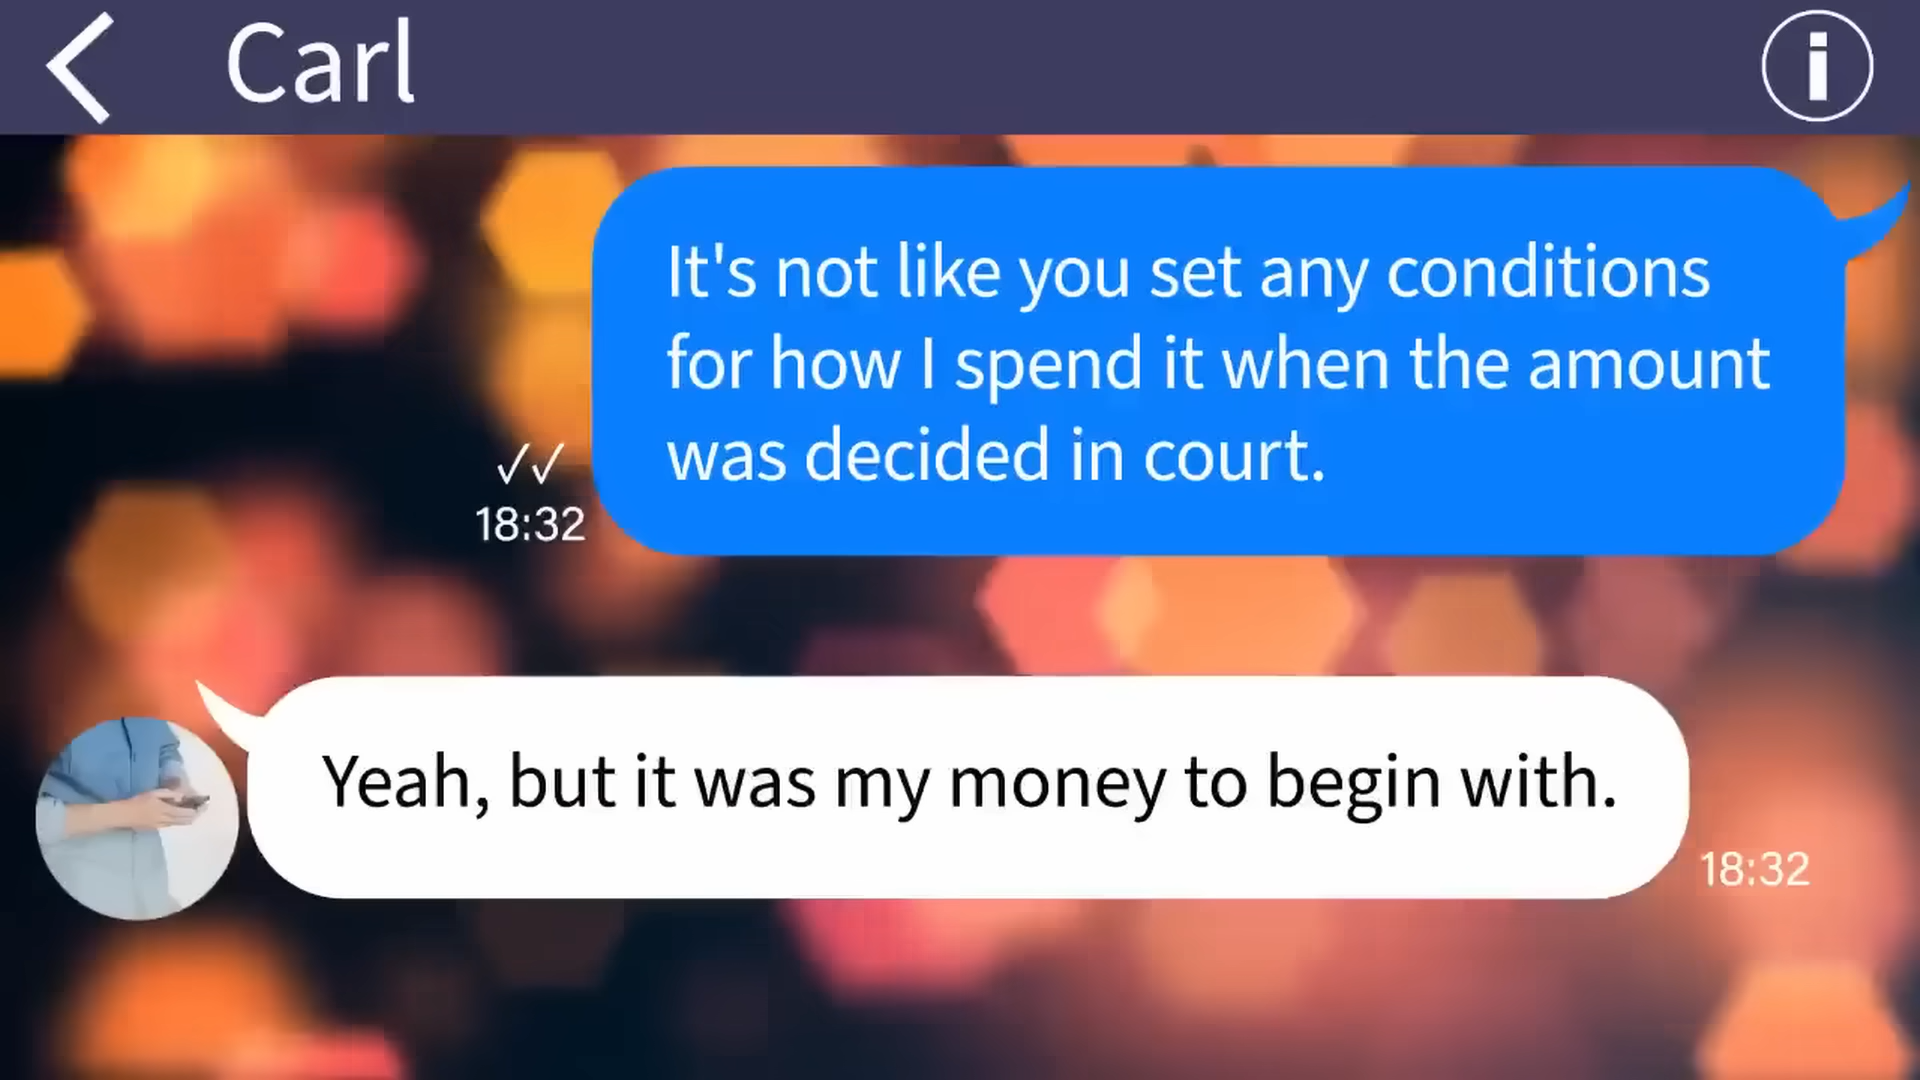 Carl
It's not like you set any conditions
for how I spend it when the amount
was decided in court.
✓✓
18:32
Yeah, but it was my money to begin with.
18:32